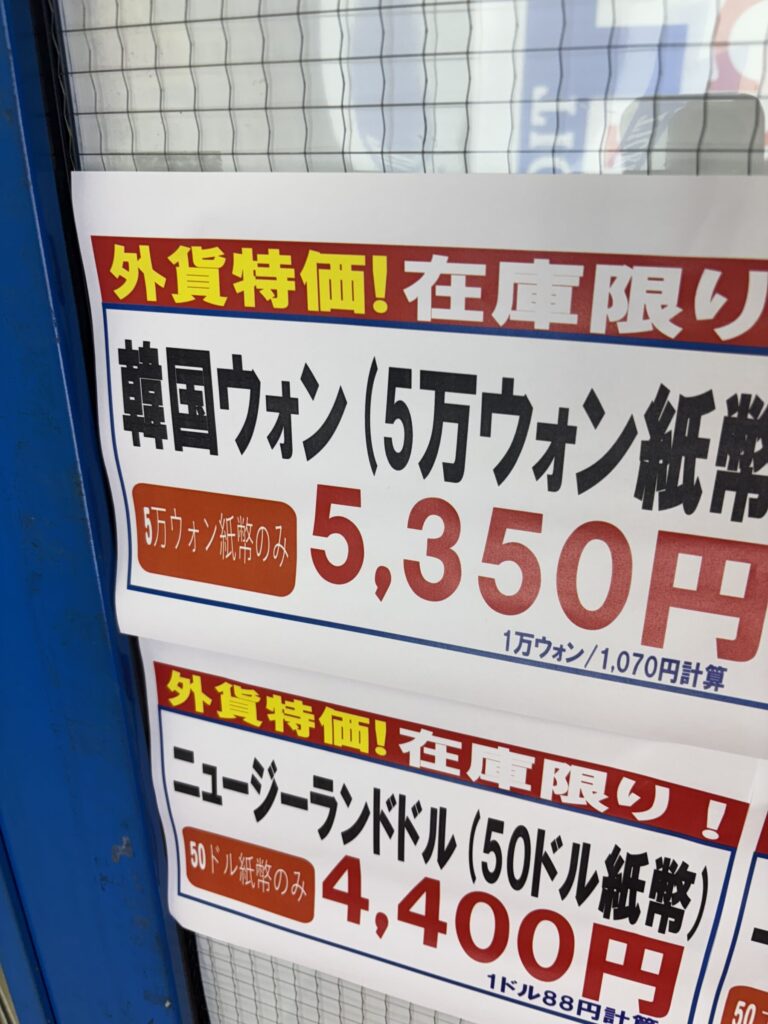 外貨特価!在庫限り
韓国ウォン(5万ウォン紙幣
5万ウォン紙幣のみ
5,350円
1万ウォン/1,070円計算
外貨特価!在庫限り!
ニュージーランドドル(50ドル紙幣)
50ドル紙幣のみ
4,400円
1ドル88円計算
50